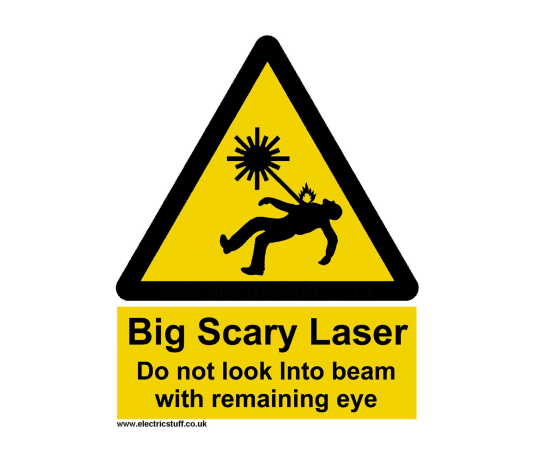 Big Scary Laser
Do not look Into beam
with remaining eye
www.electricstuff.co.uk